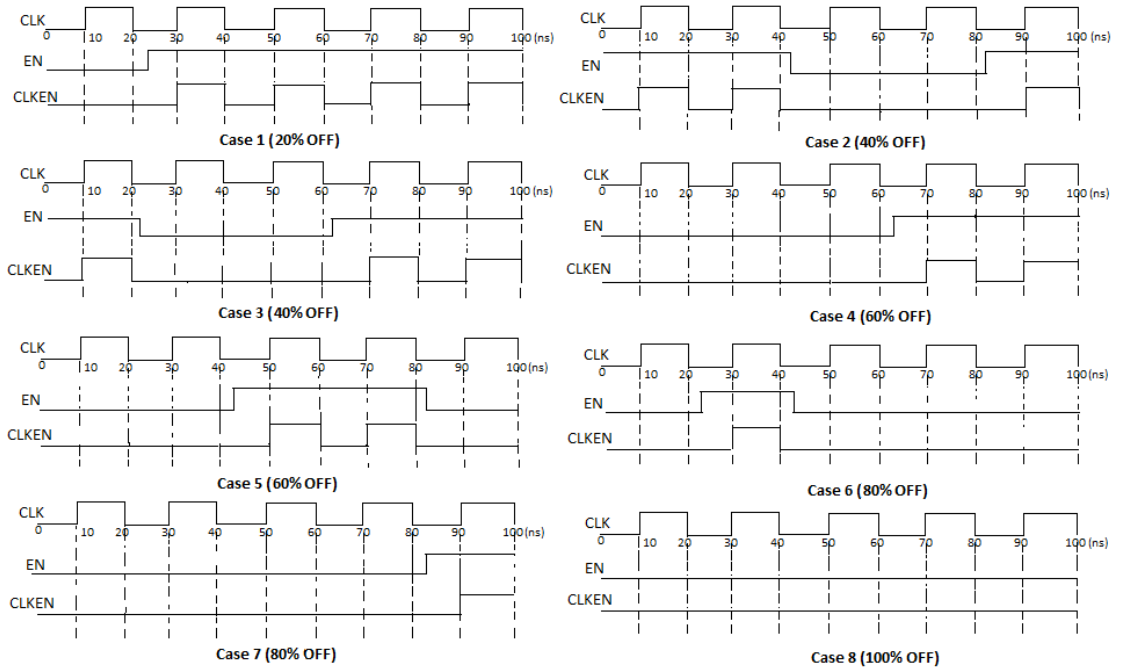 CLK
0 10 20 30 40 50 60 70 80 90 100 (ns)
EN
CLKEN
Case 1 (20% OFF)
CLK
0 10 20 30 40 50 60 70 80 90 100 (ns)
EN
CLKEN
Case 2 (40% OFF)
CLK
0 10 20 30 40 50 60 70 80 90 100 (ns)
EN
CLKEN
Case 3 (40% OFF)
CLK
0 10 20 30 40 50 60 70 80 90 100 (ns)
EN
CLKEN
Case 4 (60% OFF)
CLK
0 10 20 30 40 50 60 70 80 90 100 (ns)
EN
CLKEN
Case 5 (60% OFF)
CLK
0 10 20 30 40 50 60 70 80 90 100 (ns)
EN
CLKEN
Case 6 (80% OFF)
CLK
0 10 20 30 40 50 60 70 80 90 100 (ns)
EN
CLKEN
Case 7 (80% OFF)
CLK
0 10 20 30 40 50 60 70 80 90 100 (ns)
EN
CLKEN
Case 8 (100% OFF)